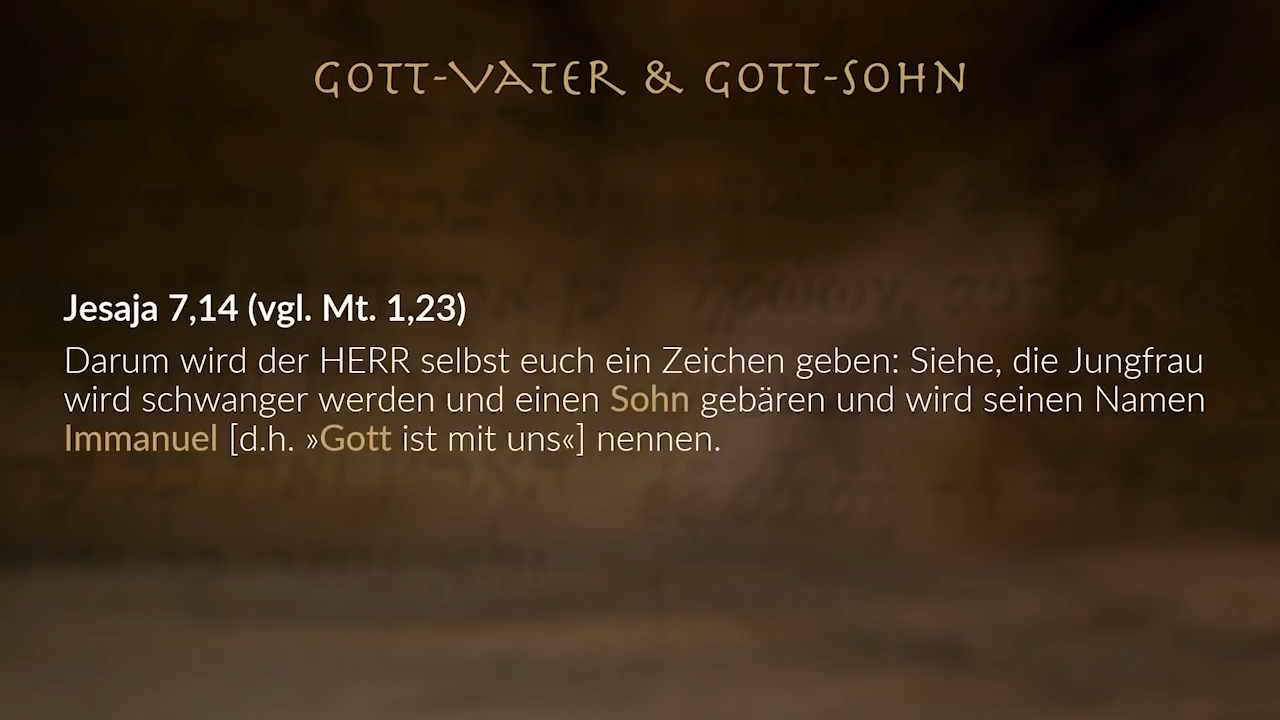 GOTT-VATER & GOTT-SOHN
Jesaja 7,14 (vgl. Mt. 1,23)
Darum wird der HERR selbst euch ein Zeichen geben: Siehe, die Jungfrau
wird schwanger werden und einen Sohn gebären und wird seinen Namen
Immanuel [d.h. »Gott ist mit uns«] nennen.